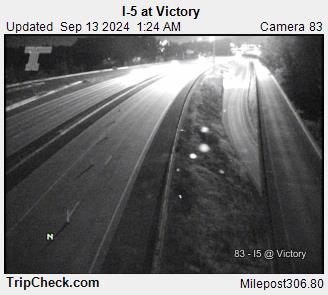 I-5 at Victory
Updated Sep 13 2024 1:24 AM Camera 83
T
N
83 - I5 @ Victory
TripCheck.com Milepost306.80